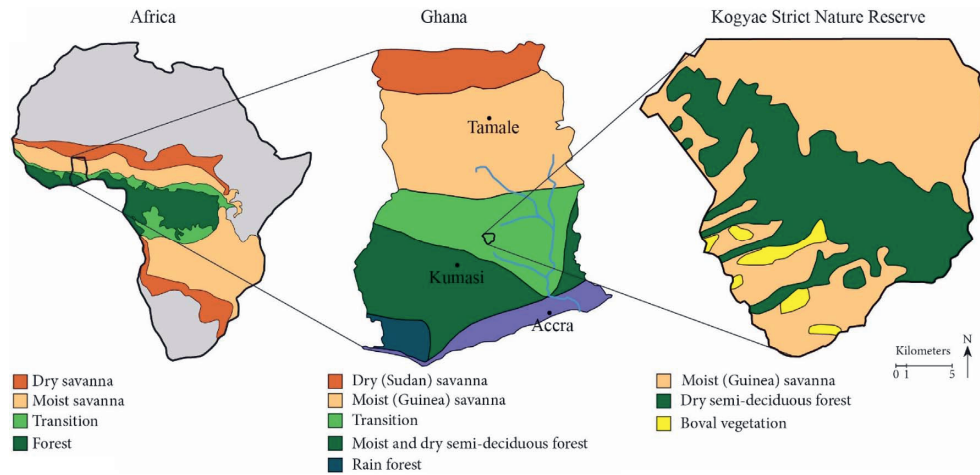 Africa
Ghana
Kogyae Strict Nature Reserve
Tamale
Kumasi
Accra
Kilometers
0 1 5
N
Dry savanna
Moist savanna
Transition
Forest
Dry (Sudan) savanna
Moist (Guinea) savanna
Transition
Moist and dry semi-deciduous forest
Rain forest
Moist (Guinea) savanna
Dry semi-deciduous forest
Boval vegetation